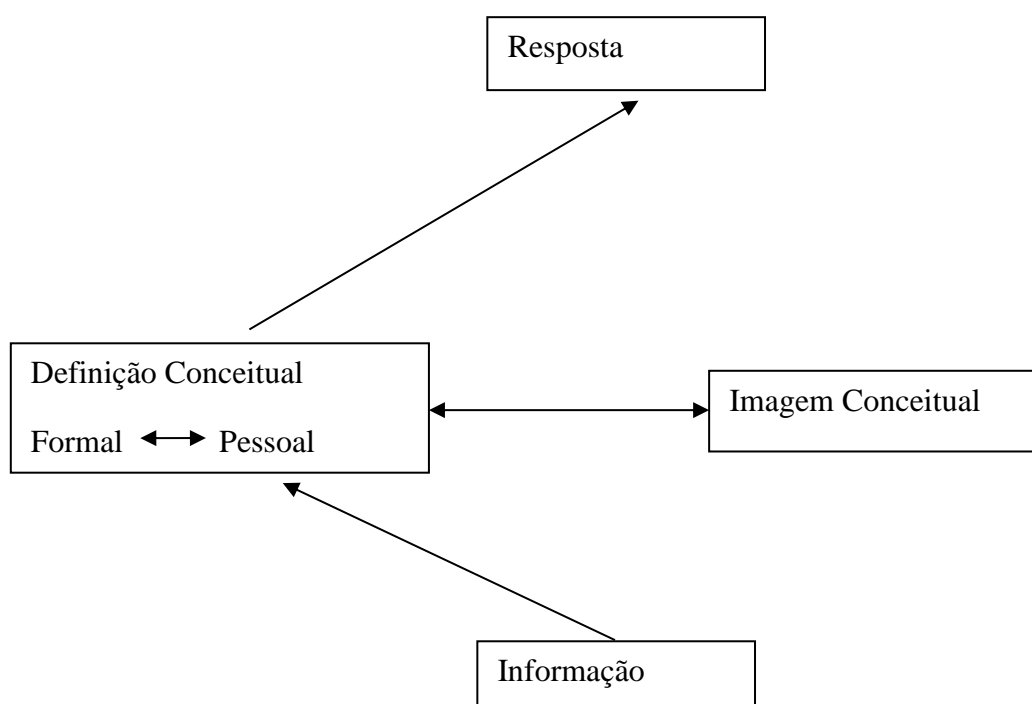 Resposta
Definição Conceitual
Formal Pessoal
Imagem Conceitual
Informação